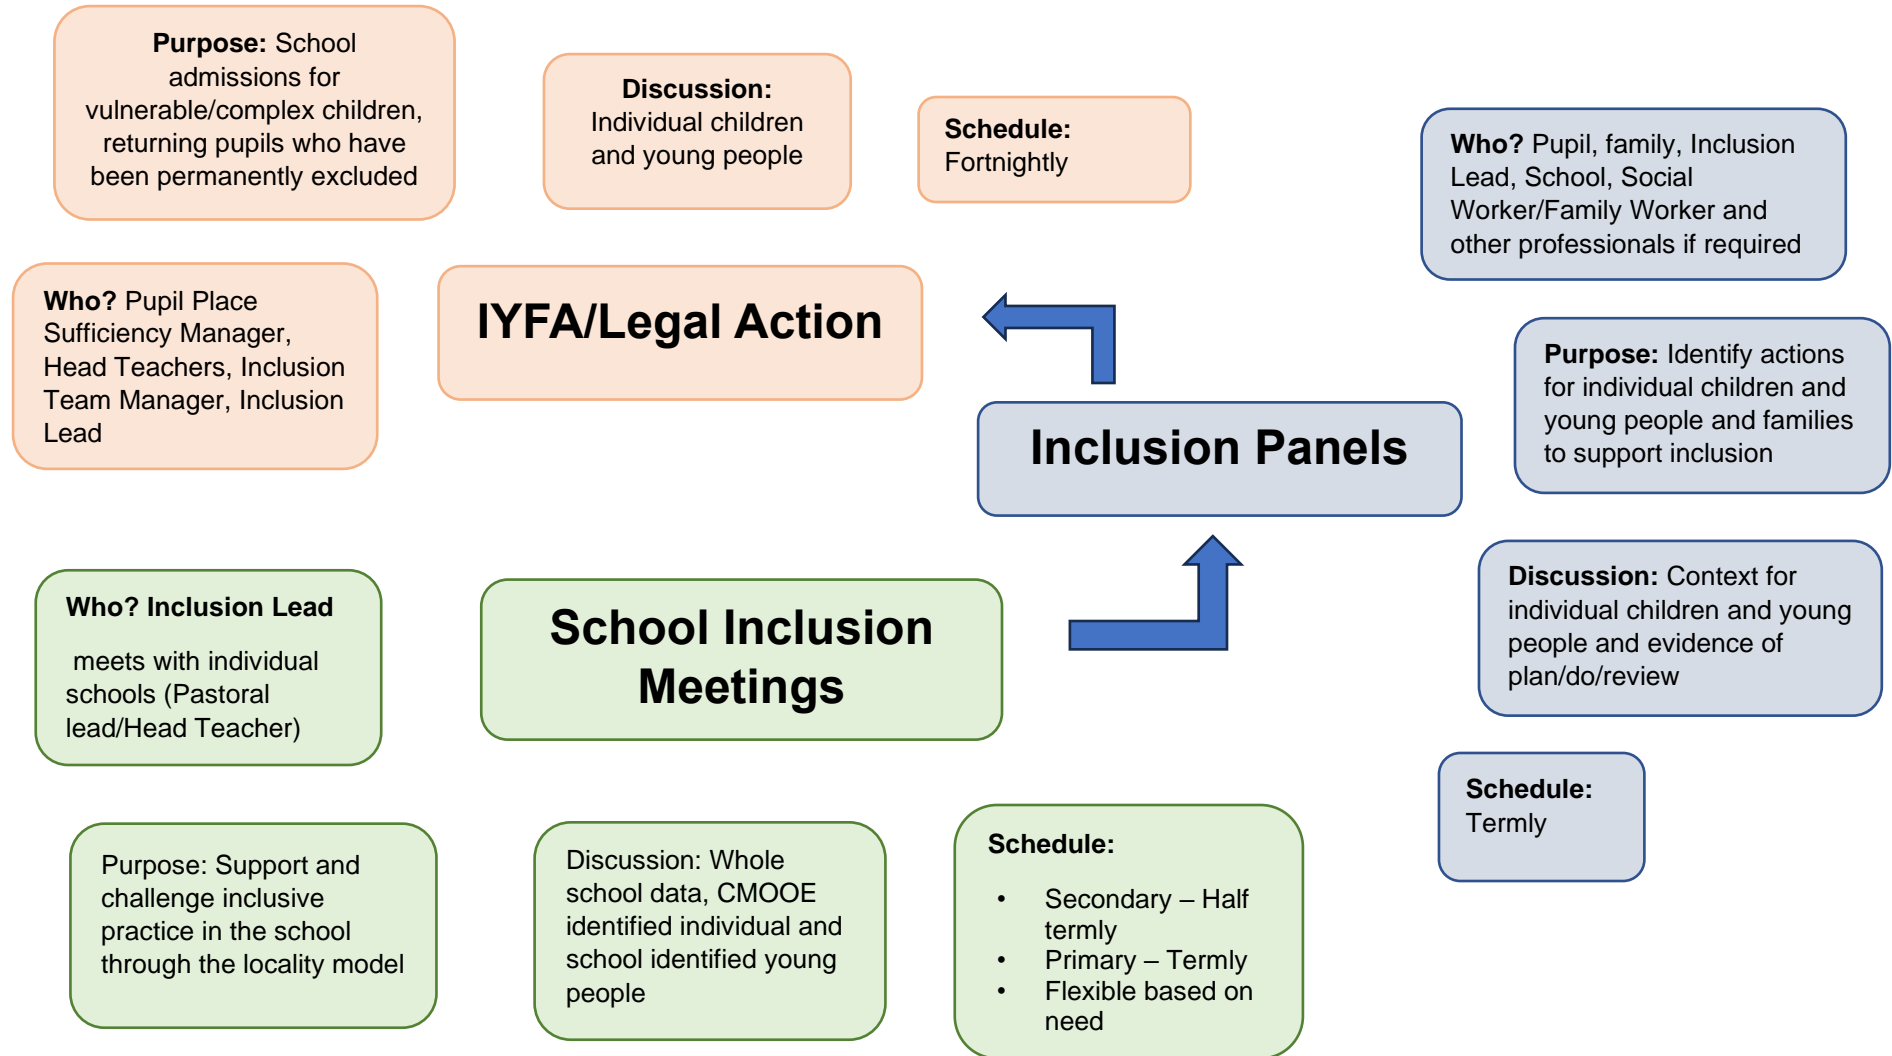 Purpose: School
admissions for
vulnerable/complex children,
returning pupils who have
been permanently excluded
Discussion:
Individual children
and young people
Schedule:
Fortnightly
Who? Pupil, family, Inclusion
Lead, School, Social
Worker/Family Worker and
other professionals if required
Who? Pupil Place
Sufficiency Manager,
Head Teachers, Inclusion
Team Manager, Inclusion
Lead
IYFA/Legal Action
Purpose: Identify actions
for individual children and
young people and families
to support inclusion
Inclusion Panels
Discussion: Context for
individual children and young
people and evidence of
plan/do/review
Who? Inclusion Lead
meets with individual
schools (Pastoral
lead/Head Teacher)
School Inclusion
Meetings
Schedule:
Termly
Purpose: Support and
challenge inclusive
practice in the school
through the locality model
Discussion: Whole
school data, CMOOE
identified individual and
school identified young
people
Schedule:
• Secondary – Half
termly
• Primary – Termly
• Flexible based on
need